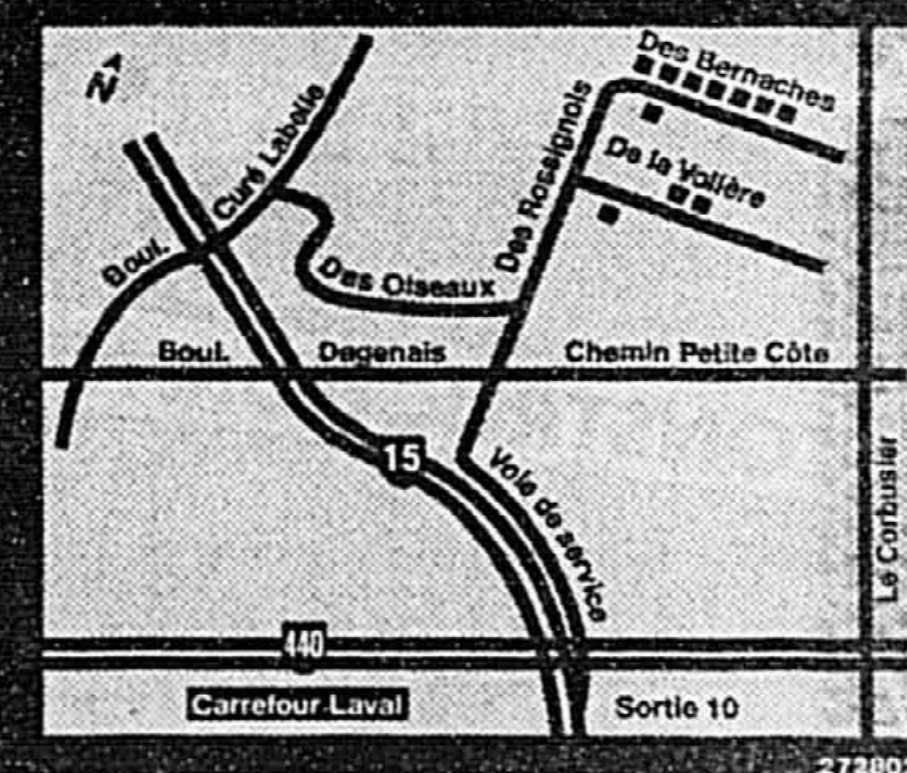 Des Bernaches
N
Curé Labelle
Des Rossignols
De la Volière
Boul.
Des Oiseaux
Boul.
Dagenais
Chemin Petite Côte
15
Voie de service
Le Corbusier
440
Carrefour Laval
Sortie 10